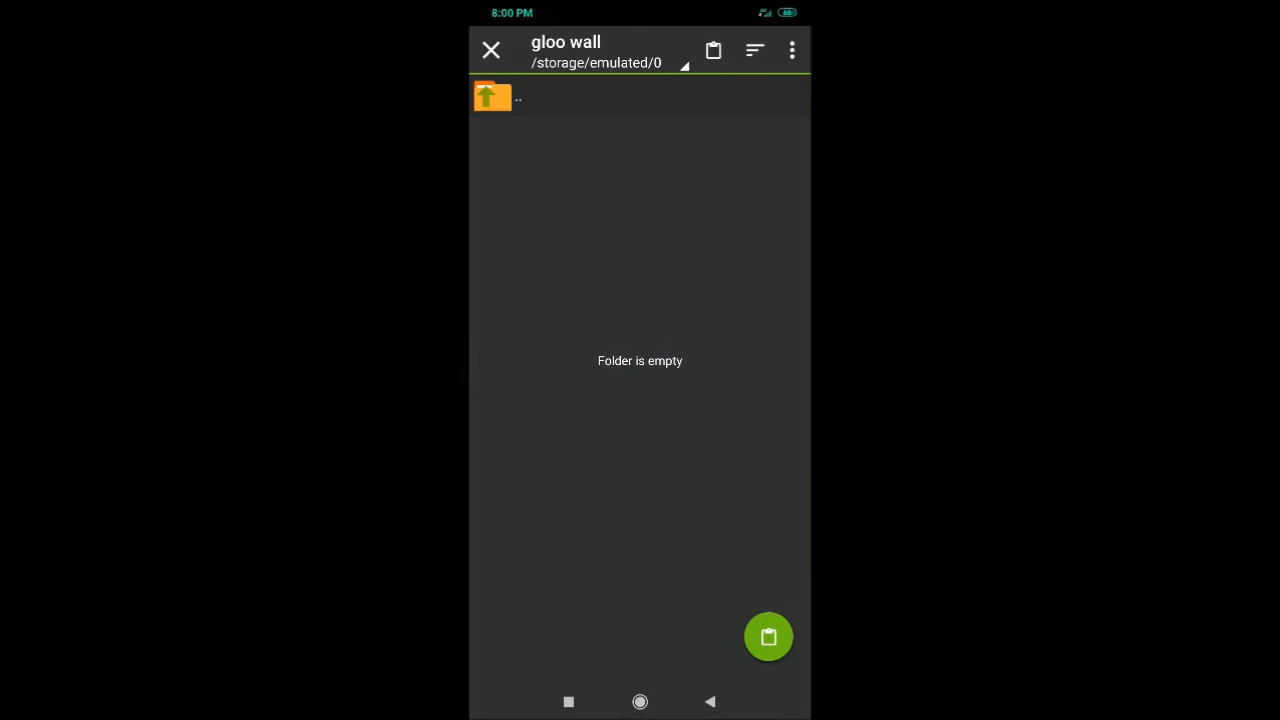 8:00 PM
gloo wall
/storage/emulated/0
..
Folder is empty